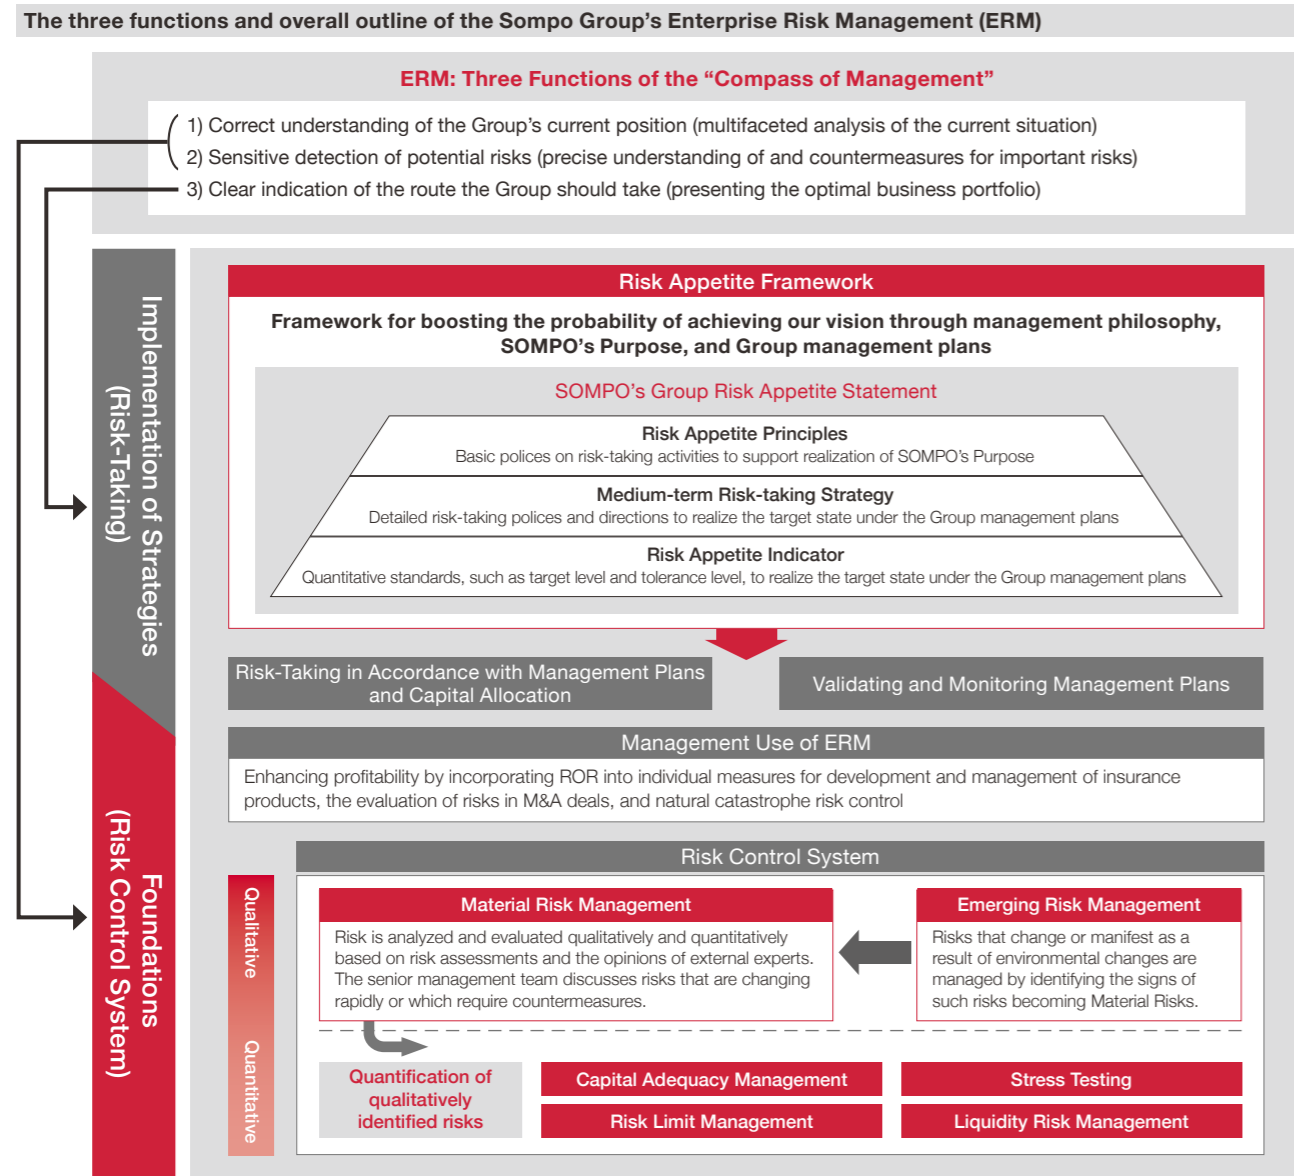 The three functions and overall outline of the Sompo Group’s Enterprise Risk Management (ERM)
ERM: Three Functions of the “Compass of Management”
1) Correct understanding of the Group’s current position (multifaceted analysis of the current situation)
2) Sensitive detection of potential risks (precise understanding of and countermeasures for important risks)
3) Clear indication of the route the Group should take (presenting the optimal business portfolio)
Implementation of Strategies
(Risk-Taking)
Risk Appetite Framework
Framework for boosting the probability of achieving our vision through management philosophy,
SOMPO’s Purpose, and Group management plans
SOMPO’s Group Risk Appetite Statement
Risk Appetite Principles
Basic polices on risk-taking activities to support realization of SOMPO’s Purpose
Medium-term Risk-taking Strategy
Detailed risk-taking polices and directions to realize the target state under the Group management plans
Risk Appetite Indicator
Quantitative standards, such as target level and tolerance level, to realize the target state under the Group management plans
Risk-Taking in Accordance with Management Plans
and Capital Allocation
Validating and Monitoring Management Plans
Foundations
(Risk Control System)
Management Use of ERM
Enhancing profitability by incorporating ROR into individual measures for development and management of insurance
products, the evaluation of risks in M&A deals, and natural catastrophe risk control
Risk Control System
Qualitative
Material Risk Management
Risk is analyzed and evaluated qualitatively and quantitatively
based on risk assessments and the opinions of external experts.
The senior management team discusses risks that are changing
rapidly or which require countermeasures.
Emerging Risk Management
Risks that change or manifest as a
result of environmental changes are
managed by identifying the signs of
such risks becoming Material Risks.
Quantitative
Quantification of
qualitatively
identified risks
Capital Adequacy Management
Stress Testing
Risk Limit Management
Liquidity Risk Management